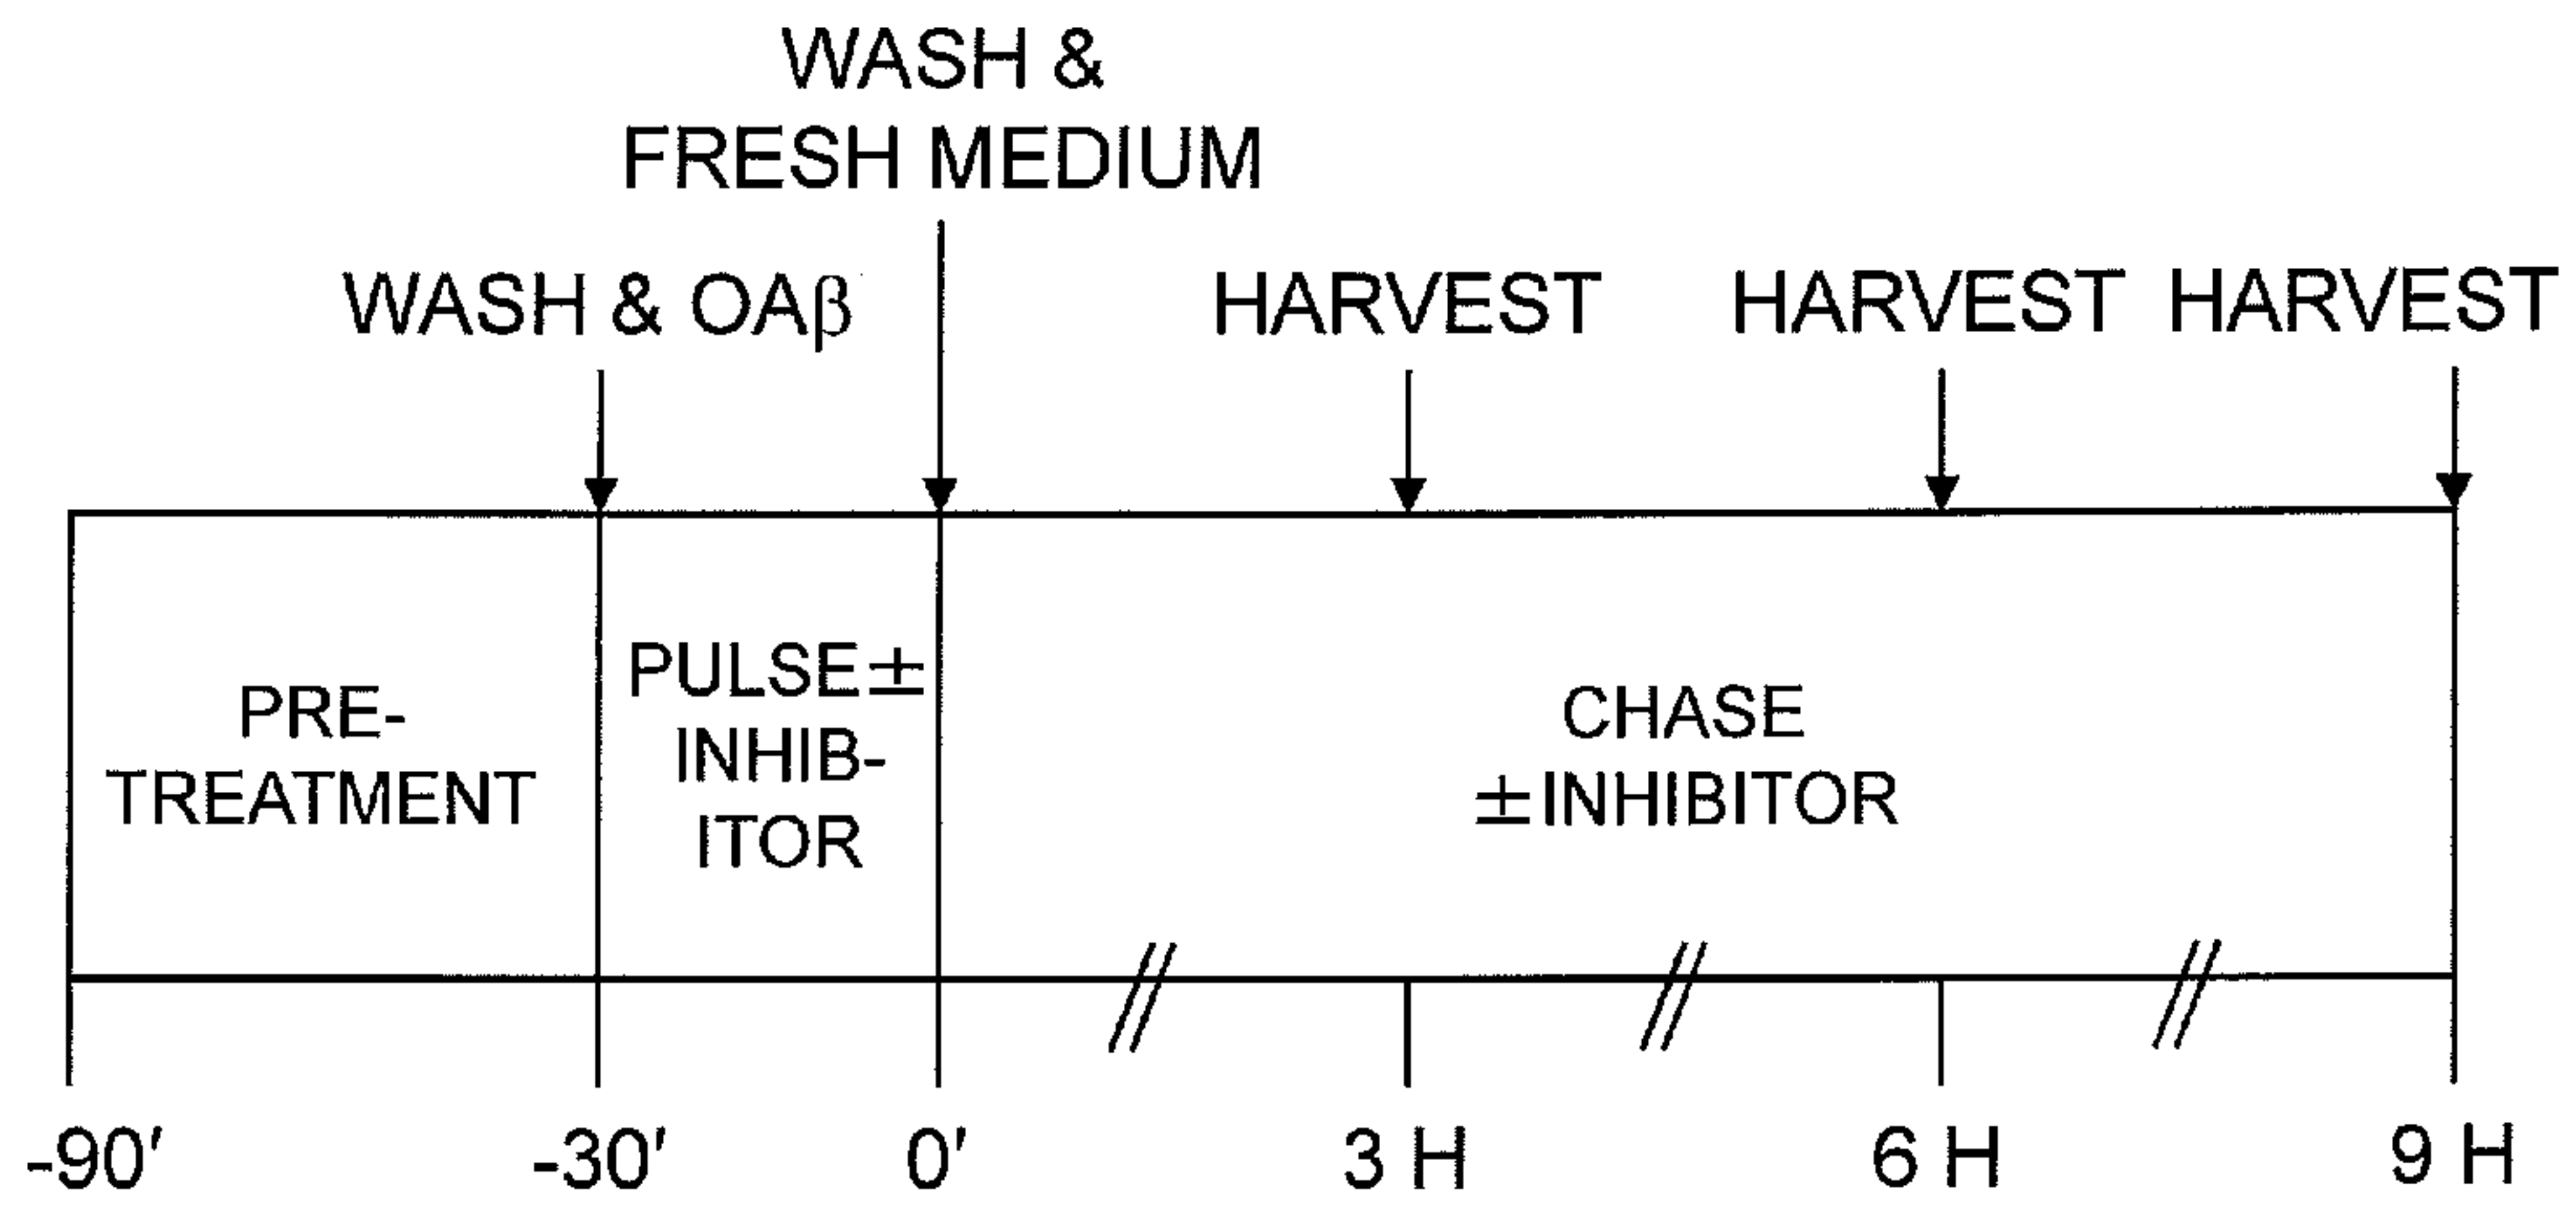 WASH &
FRESH MEDIUM
WASH & OAβ
HARVEST
HARVEST
HARVEST
PRE-
TREATMENT
PULSE±
INHIB-
ITOR
CHASE
±INHIBITOR
-90'
-30'
0'
3 H
6 H
9 H